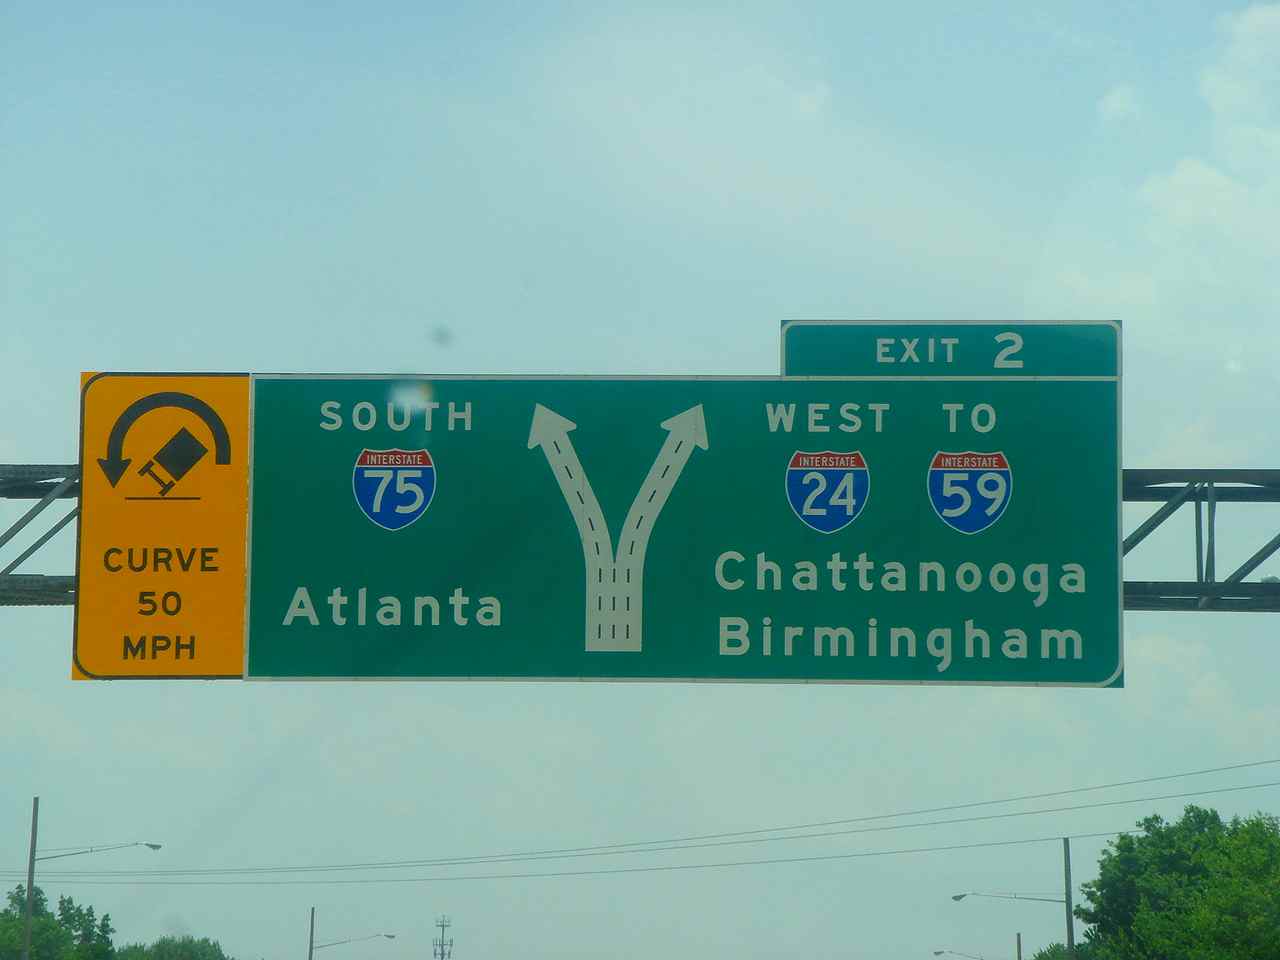 EXIT 2
CURVE
50
MPH
SOUTH
INTERSTATE
75
Atlanta
WEST TO
INTERSTATE
24
INTERSTATE
59
Chattanooga
Birmingham